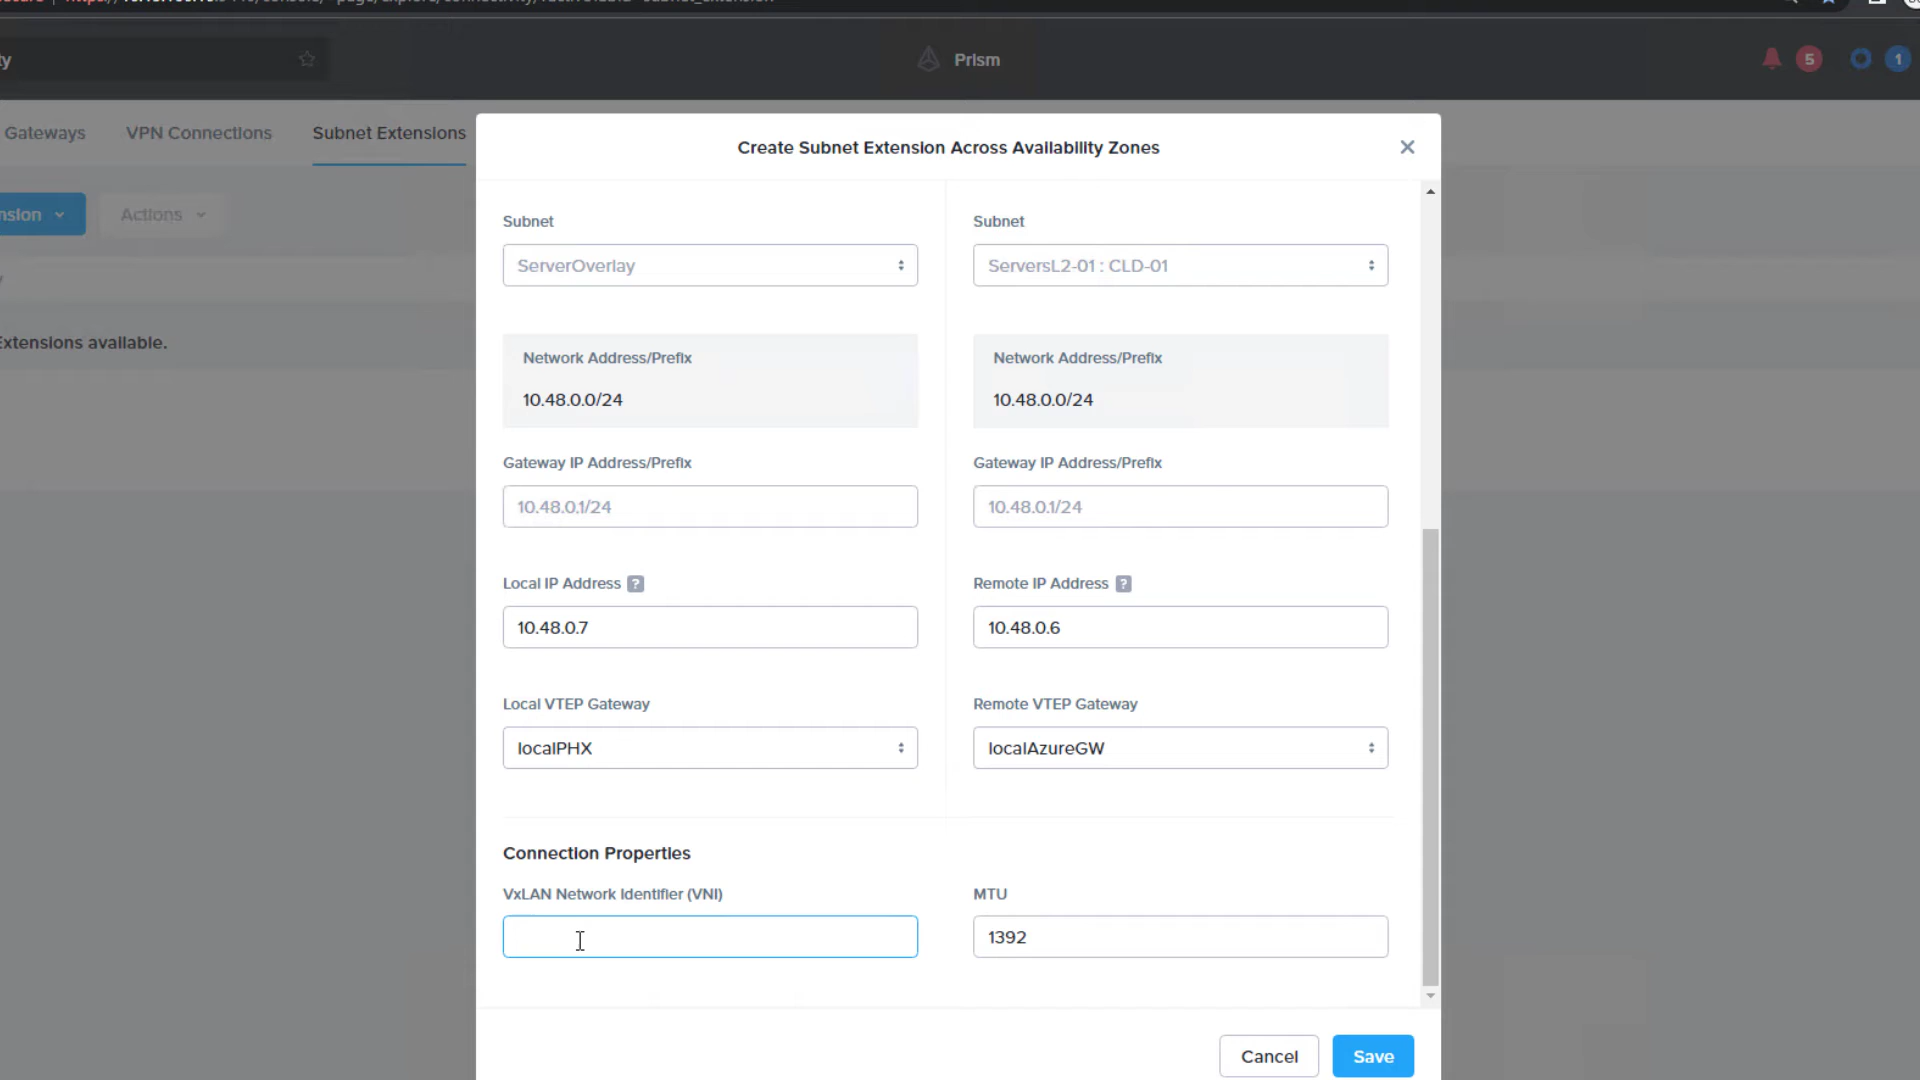 ty
Prism
5
1
Gateways
VPN Connections
Subnet Extensions
nsion
Actions
Extensions available.
Create Subnet Extension Across Availability Zones
Subnet
Subnet
ServerOverlay
ServersL2-01 : CLD-01
Network Address/Prefix
Network Address/Prefix
10.48.0.0/24
10.48.0.0/24
Gateway IP Address/Prefix
Gateway IP Address/Prefix
10.48.0.1/24
10.48.0.1/24
Local IP Address ?
Remote IP Address ?
10.48.0.7
10.48.0.6
Local VTEP Gateway
Remote VTEP Gateway
localPHX
localAzureGW
Connection Properties
VxLAN Network Identifier (VNI)
MTU
1392
Cancel
Save